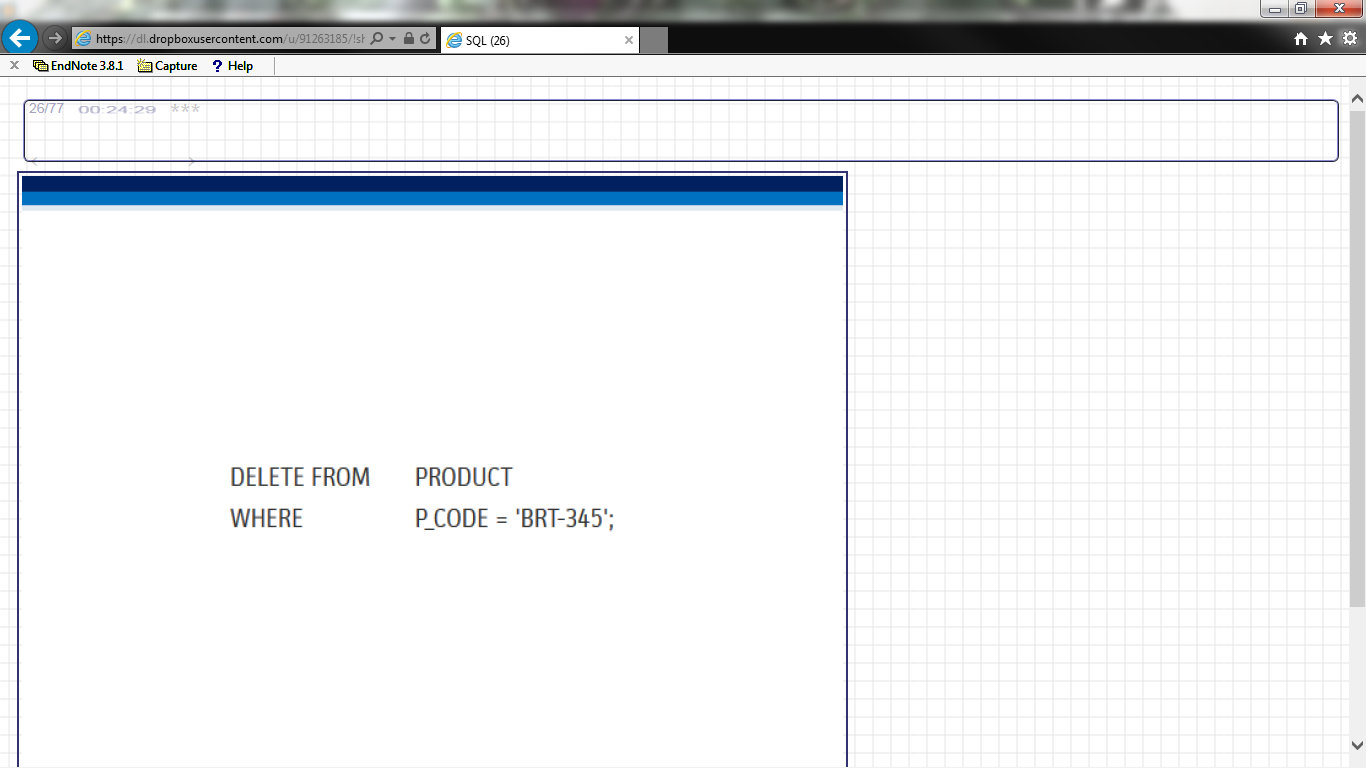 https://dl.dropboxusercontent.com/u/91263185/!sl
SQL (26)
x EndNote 3.8.1 Capture ? Help
26/77 00:24:29 ***
< >
DELETE FROM PRODUCT
WHERE P_CODE = 'BRT-345';